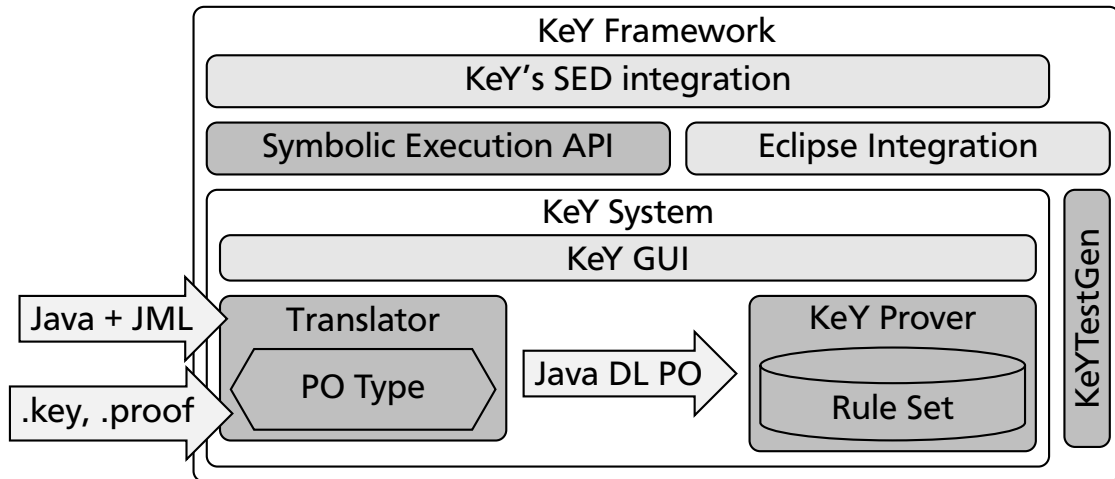 KeY Framework
KeY's SED integration
Symbolic Execution API
Eclipse Integration
KeY System
KeY GUI
Java + JML
.key, .proof
Translator
PO Type
Java DL PO
KeY Prover
Rule Set
KeYTestGen